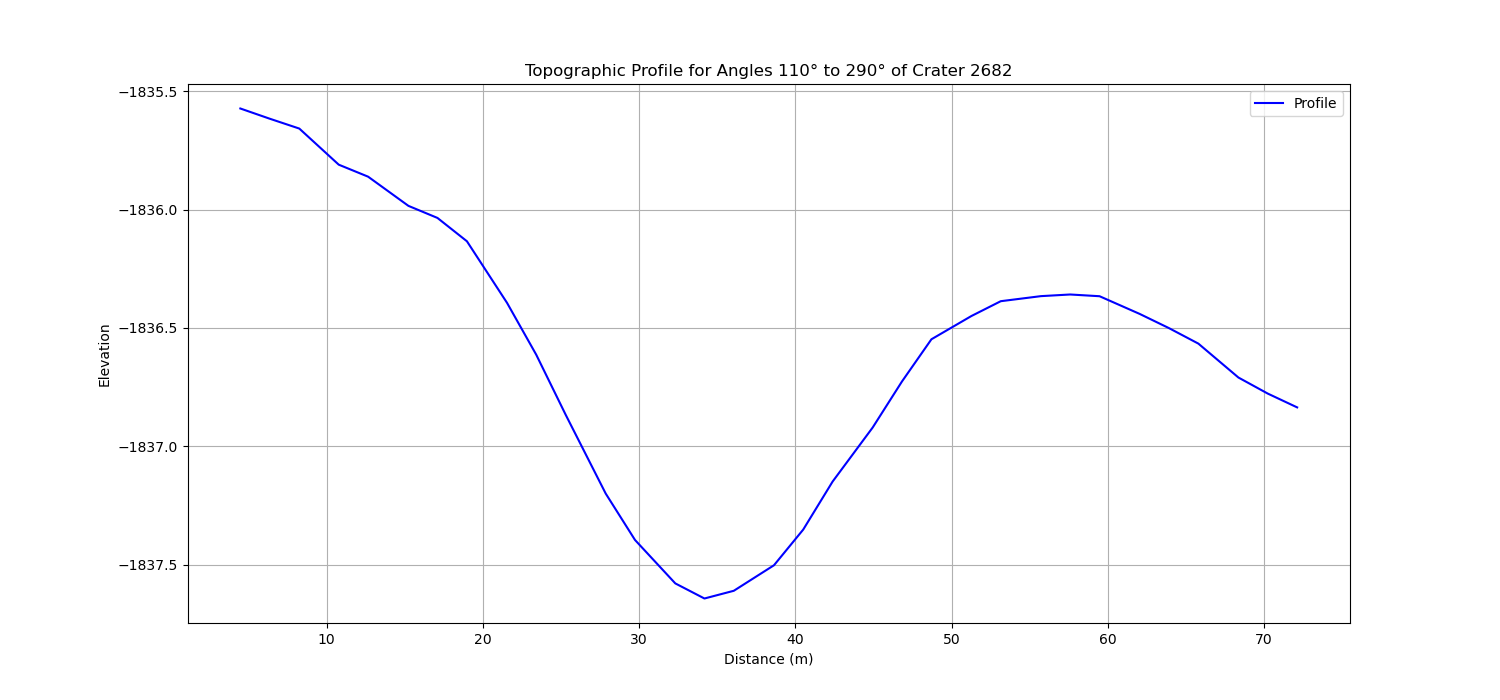 Topographic Profile for Angles 110° to 290° of Crater 2682
Profile
Elevation
−1835.5
−1836.0
−1836.5
−1837.0
−1837.5
10 20 30 40 50 60 70
Distance (m)